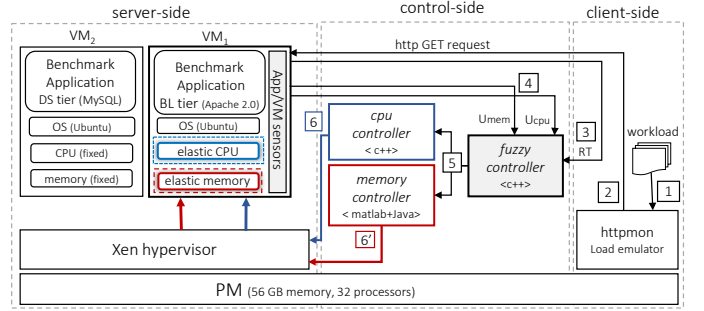 server-side
control-side
client-side
VM2
VM1
http GET request
Benchmark
Application
DS tier (MySQL)
OS (Ubuntu)
CPU (fixed)
memory (fixed)
Benchmark
Application
BL tier (Apache 2.0)
OS (Ubuntu)
elastic CPU
elastic memory
App/VM sensors
4
Umem
Ucpu
6
cpu
controller
< c++>
5
fuzzy
controller
<c++>
3
RT
workload
2
1
memory
controller
< matlab+Java>
6’
Xen hypervisor
httpmon
Load emulator
PM (56 GB memory, 32 processors)